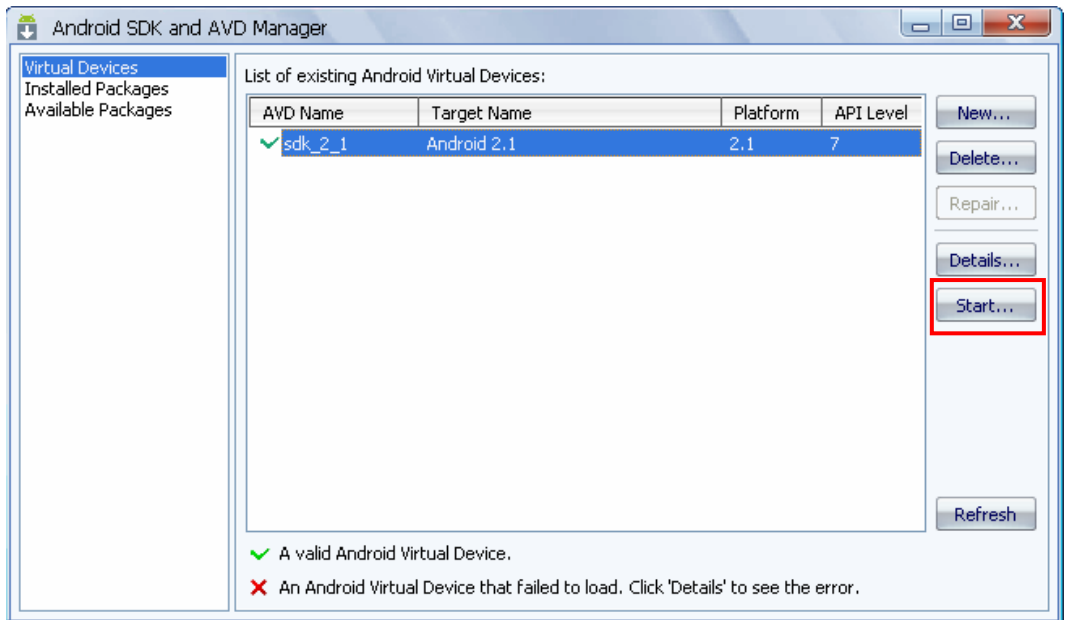 Android SDK and AVD Manager
Virtual Devices
Installed Packages
Available Packages
List of existing Android Virtual Devices:
AVD Name Target Name Platform API Level
sdk_2_1 Android 2.1 2.1 7
New...
Delete...
Repair...
Details...
Start...
Refresh
A valid Android Virtual Device.
An Android Virtual Device that failed to load. Click 'Details' to see the error.